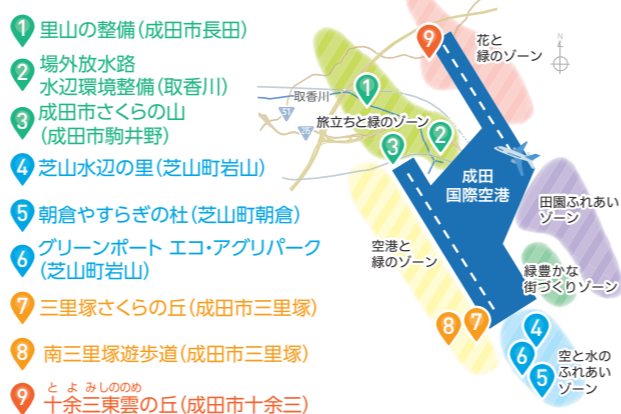 1 里山の整備(成田市長田)
2 場外放水路
水辺環境整備(取香川)
3 成田市さくらの山
(成田市駒井野)
4 芝山水辺の里(芝山町岩山)
5 朝倉やすらぎの杜(芝山町朝倉)
6 グリーンポート エコ・アグリパーク
(芝山町岩山)
7 三里塚さくらの丘(成田市三里塚)
8 南三里塚遊歩道(成田市三里塚)
とよみしののめ
9 十余三東雲の丘(成田市十余三)
9
花と
緑のゾーン
N
1
取香川
51
旅立ちと緑のゾーン
295
2
3
成田
国際空港
田園ふれあい
ゾーン
空港と
緑のゾーン
緑豊かな
街づくりゾーン
8
7
4
6
5
空と水の
ふれあい
ゾーン